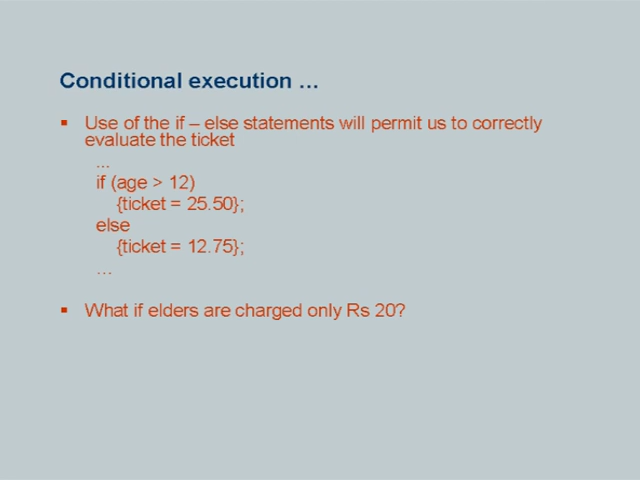 Conditional execution …
▪ Use of the if – else statements will permit us to correctly
evaluate the ticket
...
if (age > 12)
{ticket = 25.50};
else
{ticket = 12.75};
…
▪ What if elders are charged only Rs 20?